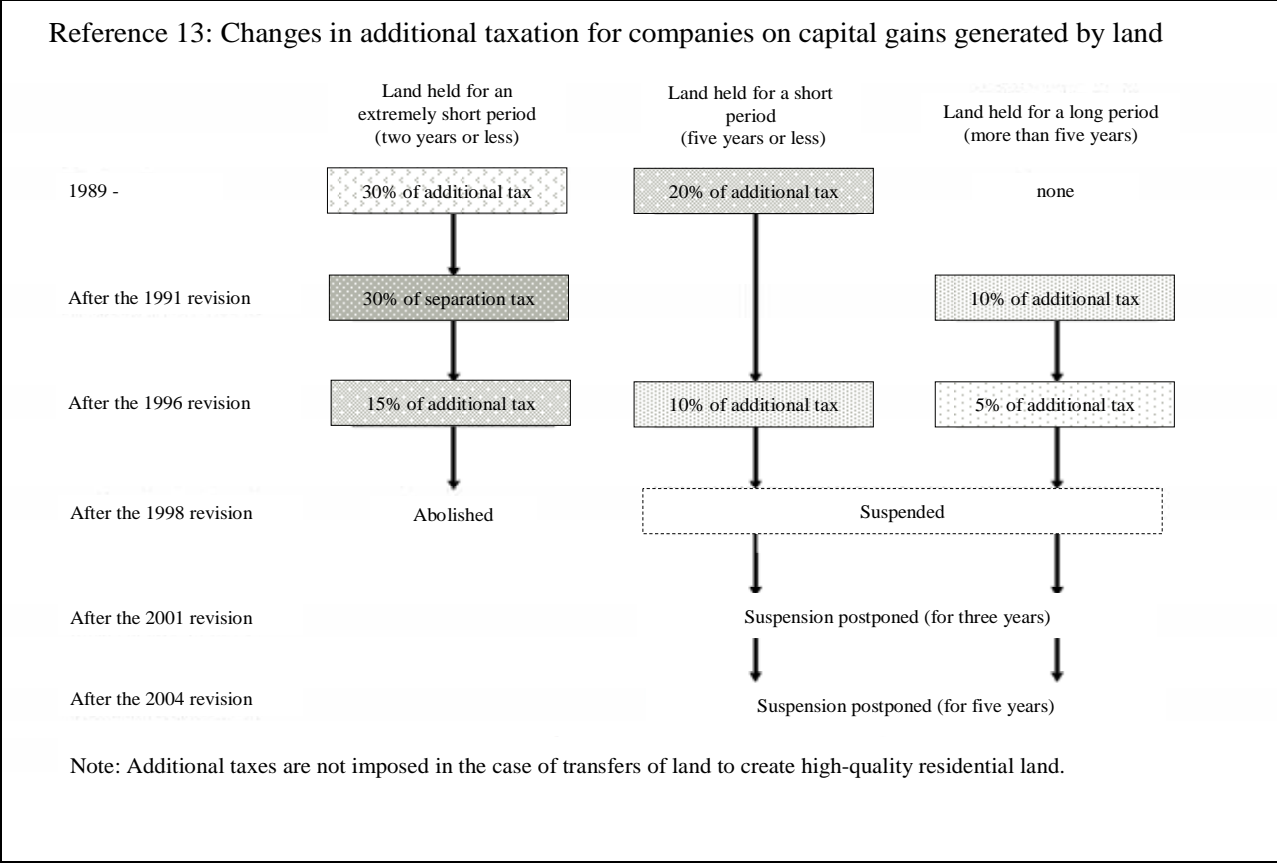 Reference 13: Changes in additional taxation for companies on capital gains generated by land
Land held for an
extremely short period
(two years or less)
Land held for a short
period
(five years or less)
Land held for a long period
(more than five years)
1989 -
30% of additional tax
20% of additional tax
none
After the 1991 revision
30% of separation tax
10% of additional tax
After the 1996 revision
15% of additional tax
10% of additional tax
5% of additional tax
After the 1998 revision
Abolished
Suspended
After the 2001 revision
Suspension postponed (for three years)
After the 2004 revision
Suspension postponed (for five years)
Note: Additional taxes are not imposed in the case of transfers of land to create high-quality residential land.